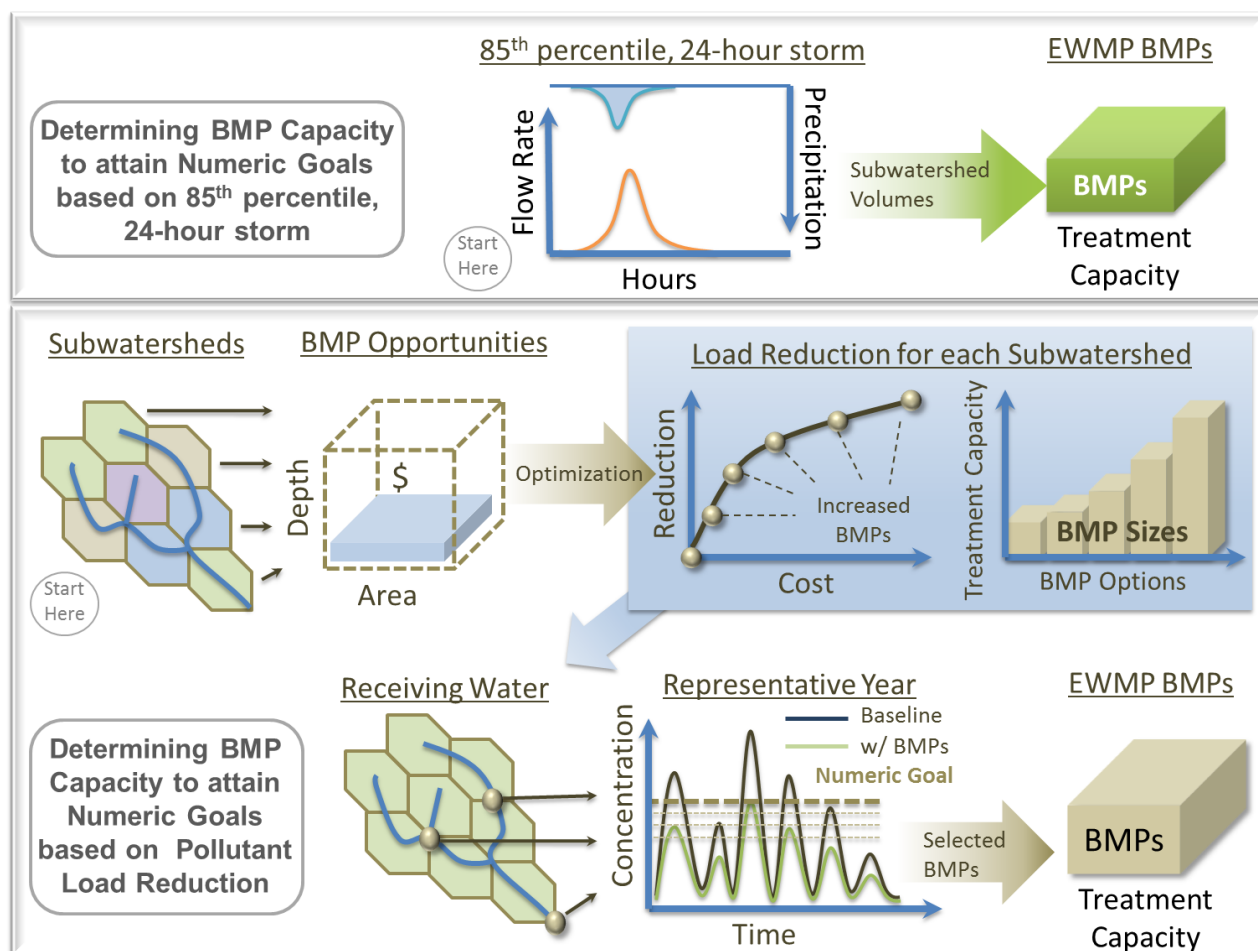 85th percentile, 24-hour storm
EWMP BMPs
Determining BMP Capacity
to attain Numeric Goals
based on 85th percentile,
24-hour storm
Start
Here
Flow Rate
Precipitation
Hours
Subwatershed
Volumes
BMPs
Treatment
Capacity
Subwatersheds
BMP Opportunities
Load Reduction for each Subwatershed
Start
Here
Depth
$
Area
Optimization
Reduction
Increased
BMPs
Cost
Treatment Capacity
BMP Sizes
BMP Options
Determining BMP
Capacity to attain
Numeric Goals
based on Pollutant
Load Reduction
Receiving Water
Representative Year
Baseline
w/ BMPs
Numeric Goal
Concentration
Time
Selected
BMPs
EWMP BMPs
BMPs
Treatment
Capacity